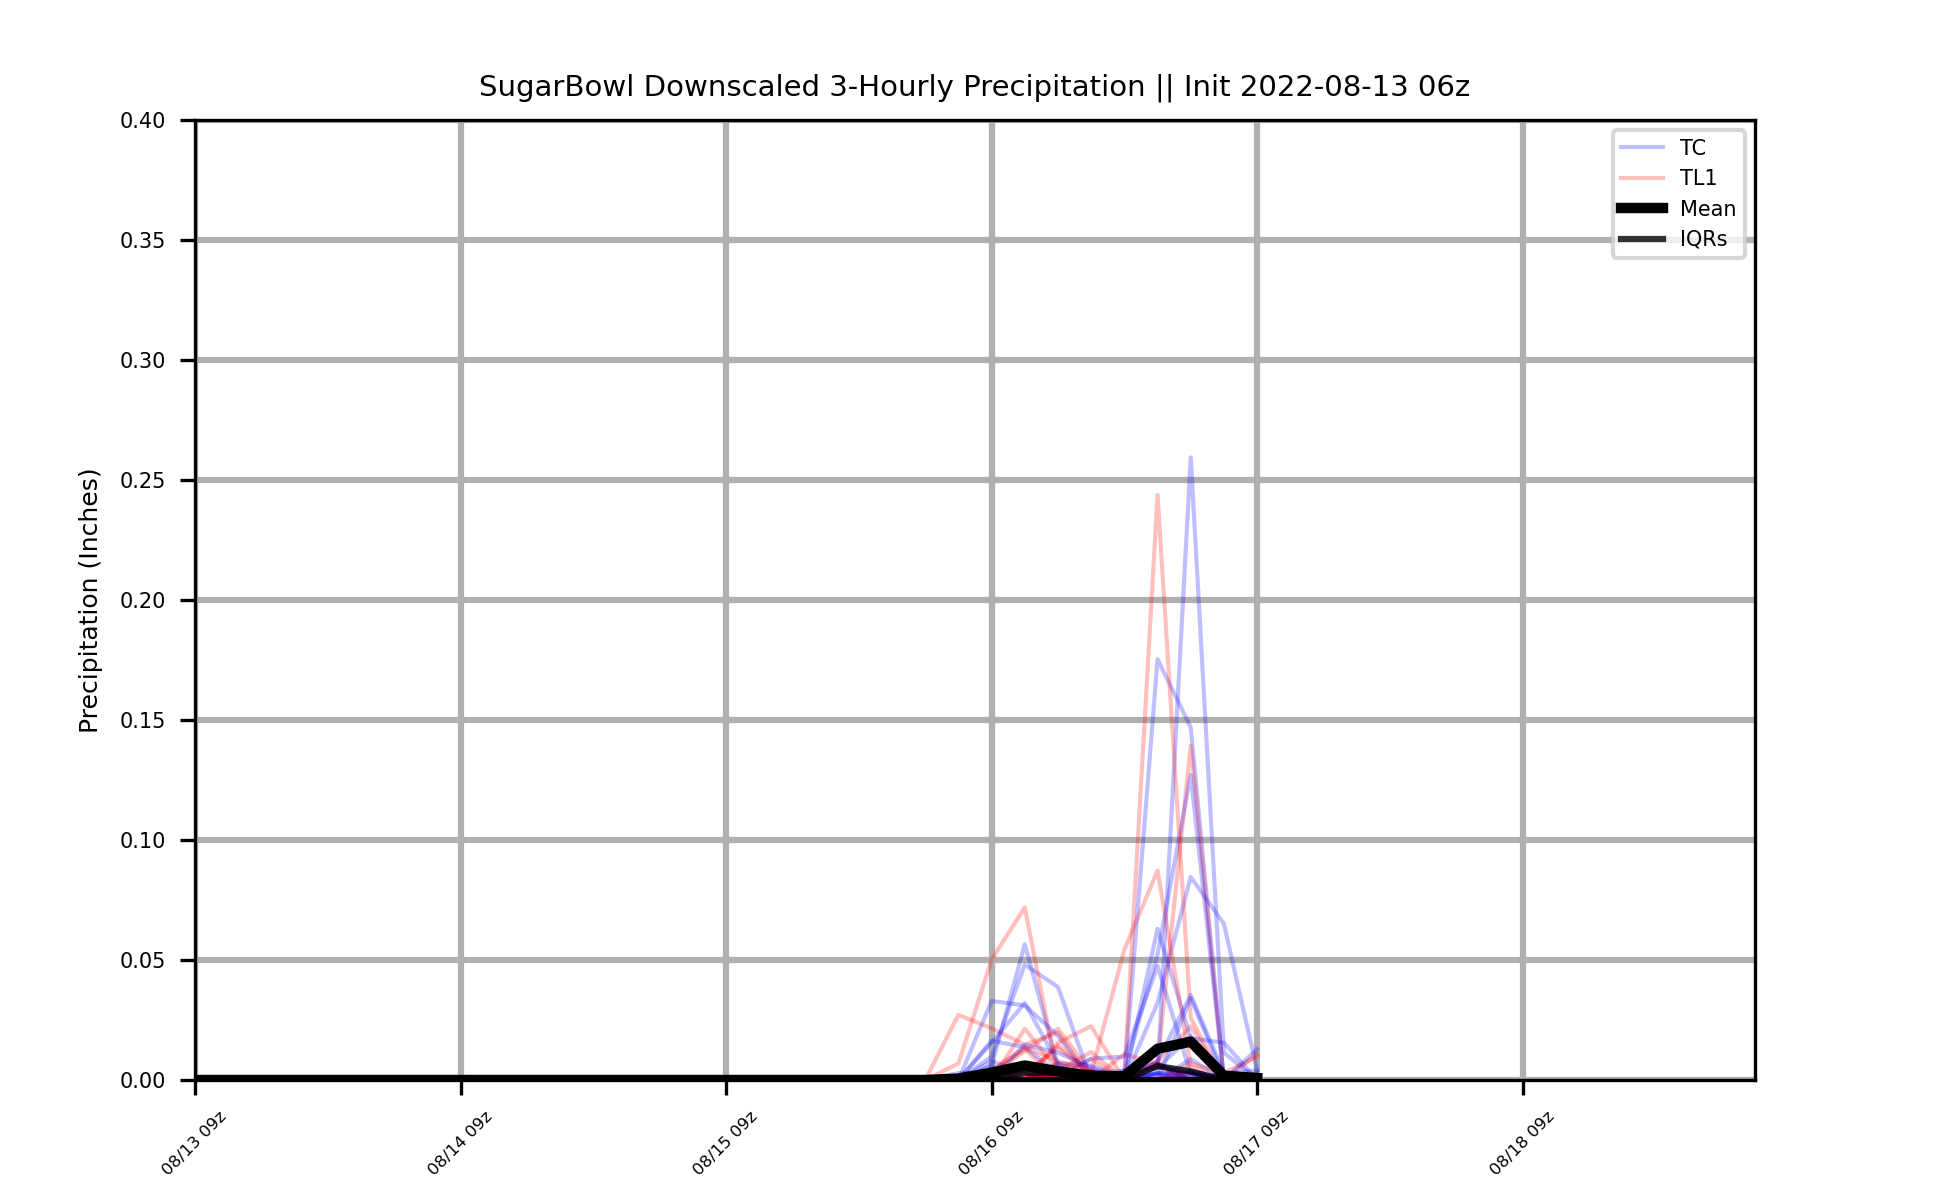 SugarBowl Downscaled 3-Hourly Precipitation || Init 2022-08-13 06z
0.40
0.35
0.30
0.25
0.20
0.15
0.10
0.05
0.00
Precipitation (Inches)
TC
TL1
Mean
IQRs
08/13 09z
08/14 09z
08/15 09z
08/16 09z
08/17 09z
08/18 09z